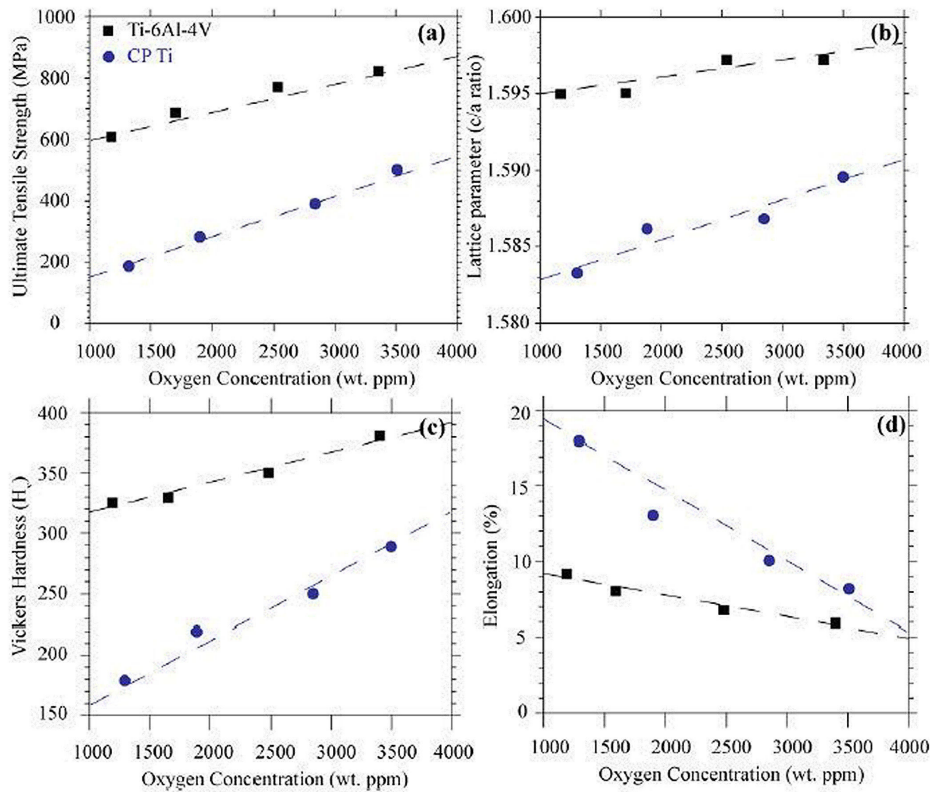 1000
800
600
400
200
0
Ultimate Tensile Strength (MPa)
Ti-6Al-4V
CP Ti
(a)
1000 1500 2000 2500 3000 3500 4000
Oxygen Concentration (wt. ppm)
1.600
1.595
1.590
1.585
1.580
Lattice parameter (c/a ratio)
(b)
1000 1500 2000 2500 3000 3500 4000
Oxygen Concentration (wt. ppm)
400
350
300
250
200
150
Vickers Hardness (H
(c)
1000 1500 2000 2500 3000 3500 4000
Oxygen Concentration (wt. ppm)
20
15
10
5
0
Elongation (%)
(d)
1000 1500 2000 2500 3000 3500 4000
Oxygen Concentration (wt. ppm)